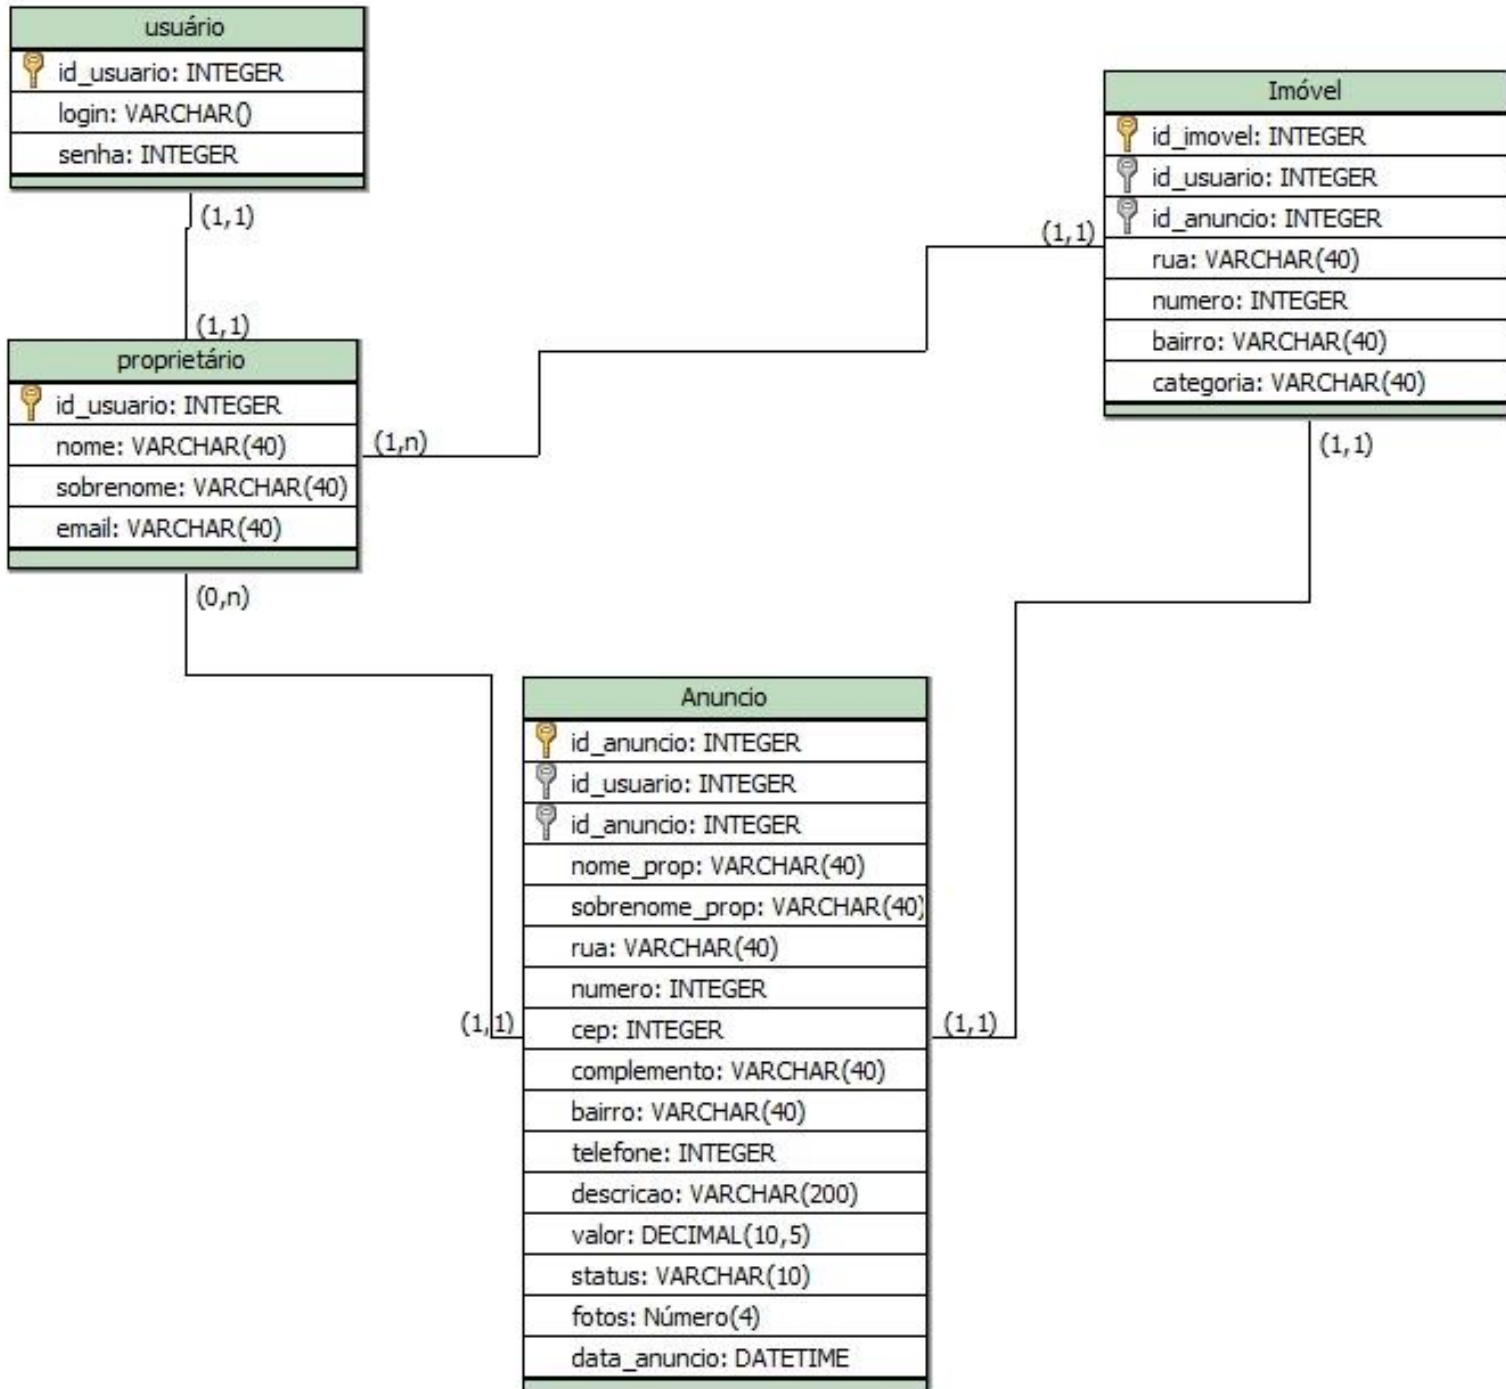 usuário
id_usuario: INTEGER
login: VARCHAR()
senha: INTEGER
(1,1)
(1,1)
proprietário
id_usuario: INTEGER
nome: VARCHAR(40)
sobrenome: VARCHAR(40)
email: VARCHAR(40)
(1,n)
(0,n)
Imóvel
id_imovel: INTEGER
id_usuario: INTEGER
id_anuncio: INTEGER
rua: VARCHAR(40)
numero: INTEGER
bairro: VARCHAR(40)
categoria: VARCHAR(40)
(1,1)
(1,1)
Anuncio
id_anuncio: INTEGER
id_usuario: INTEGER
id_anuncio: INTEGER
nome_prop: VARCHAR(40)
sobrenome_prop: VARCHAR(40)
rua: VARCHAR(40)
numero: INTEGER
cep: INTEGER
complemento: VARCHAR(40)
bairro: VARCHAR(40)
telefone: INTEGER
descricao: VARCHAR(200)
valor: DECIMAL(10,5)
status: VARCHAR(10)
fotos: Número(4)
data_anuncio: DATETIME
(1,1)
(1,1)